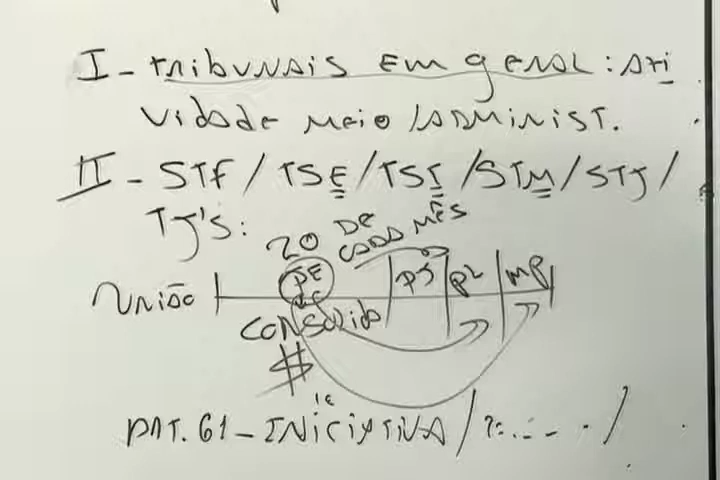 I - tribunais Em geral : Ati
vidade meio / ADMINIST.
II - STF / TSE / TST / STM / STJ /
TJ's :
20 DE
CADA MÊS
União PE PJ PL MP
CONSolida
$
ART. 61 - INICIATIVA /